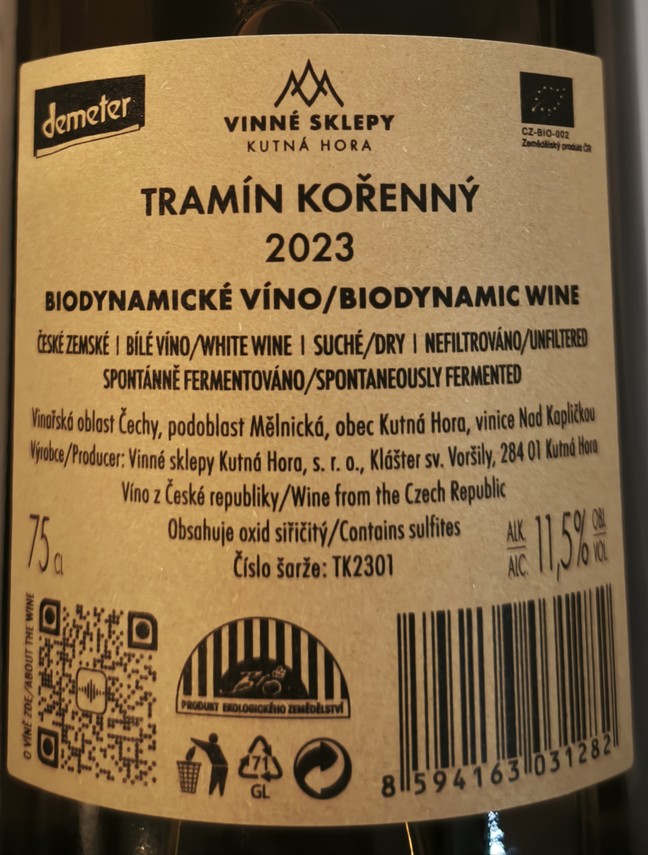 demeter
VINNÉ SKLEPY
KUTNÁ HORA
CZ-BIO-002
Zemědělský produkt ČR
TRAMÍN KOŘENNÝ
2023
BIODYNAMICKÉ VÍNO/BIODYNAMIC WINE
ČESKÉ ZEMSKÉ | BÍLÉ VÍNO/WHITE WINE | SUCHÉ/DRY | NEFILTROVÁNO/UNFILTERED
SPONTÁNNĚ FERMENTOVÁNO/SPONTANEOUSLY FERMENTED
Vinařská oblast Čechy, podoblast Mělnická, obec Kutná Hora, vinice Nad Kapličkou
Výrobce/Producer: Vinné sklepy Kutná Hora, s. r. o., Klášter sv. Voršily, 284 01 Kutná Hora
Víno z České republiky/Wine from the Czech Republic
Obsahuje oxid siřičitý/Contains sulfites
Číslo šarže: TK2301
75 cl
ALK. ALC. 11,5% OBJ. VOL.
O VÍNĚ ZDE/ABOUT THE WINE
PRODUKT EKOLOGICKÉHO ZEMĚDĚLSTVÍ
71
GL
8 594163 031282